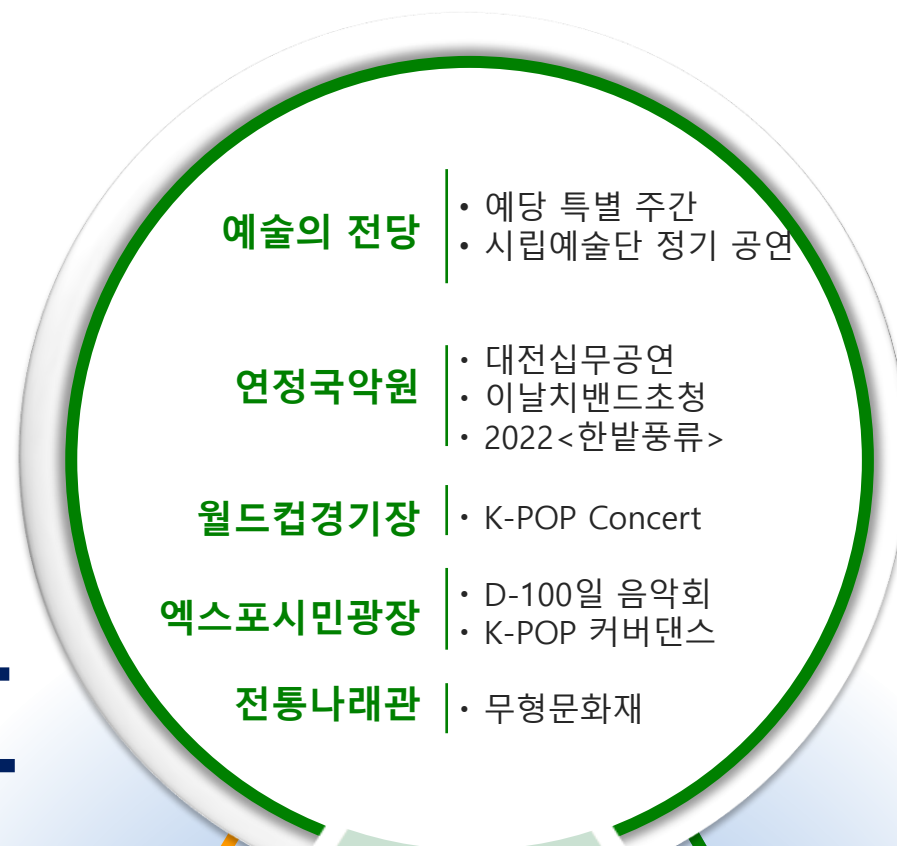 예술의 전당
• 예당 특별 주간
• 시립예술단 정기 공연
연정국악원
• 대전십무공연
• 이날치밴드초청
• 2022<한밭풍류>
월드컵경기장
• K-POP Concert
엑스포시민광장
• D-100일 음악회
• K-POP 커버댄스
전통나래관
• 무형문화재